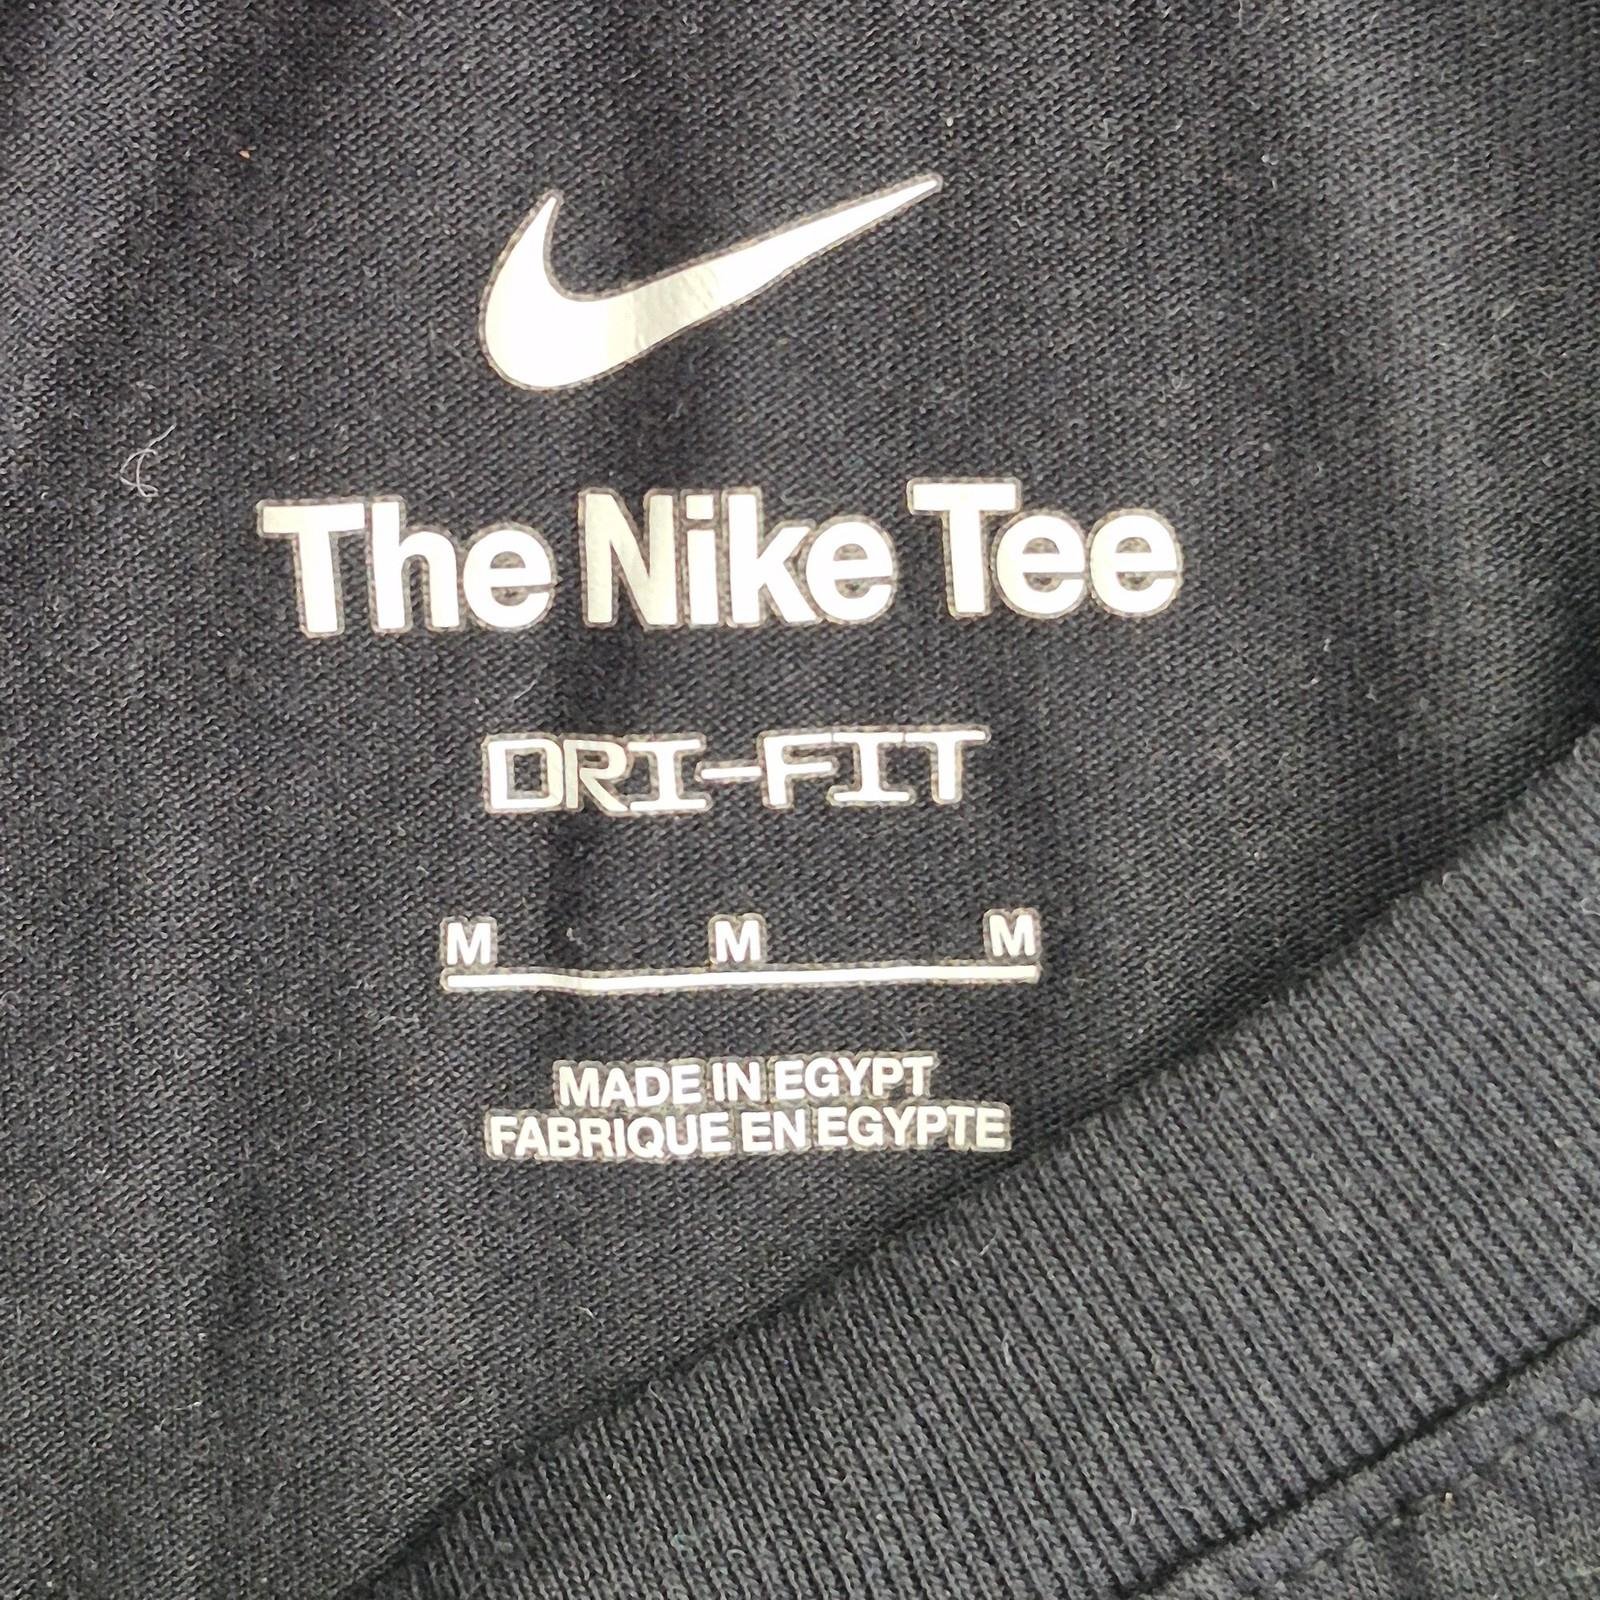 The Nike Tee
DRI-FIT
M M M
MADE IN EGYPT
FABRIQUE EN EGYPTE